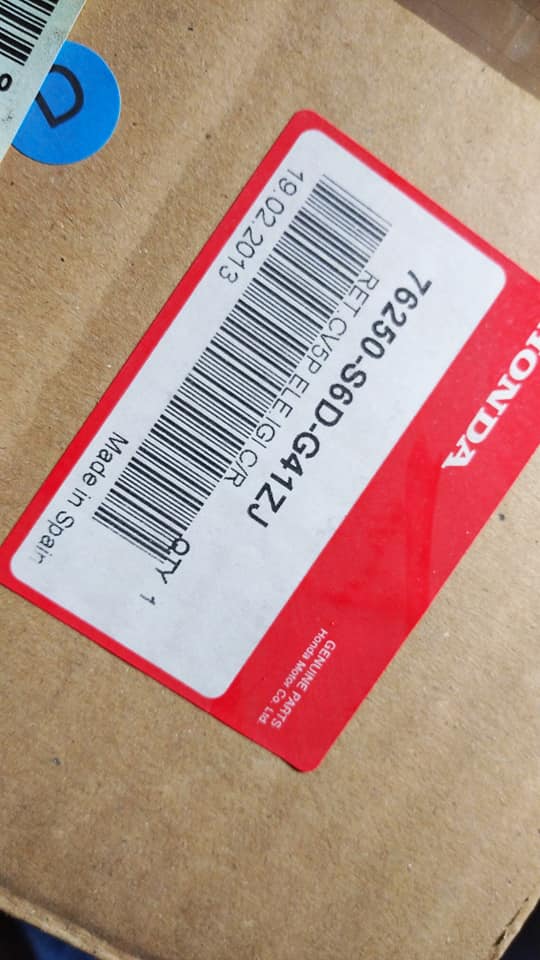 HONDA
76250-S6D-G41ZJ
RET.CV5P ELE.IGI.C/R
QTY 1
19.02.2013
Made in Spain
GENUINE PARTS
Honda Motor Co. Ltd.
D